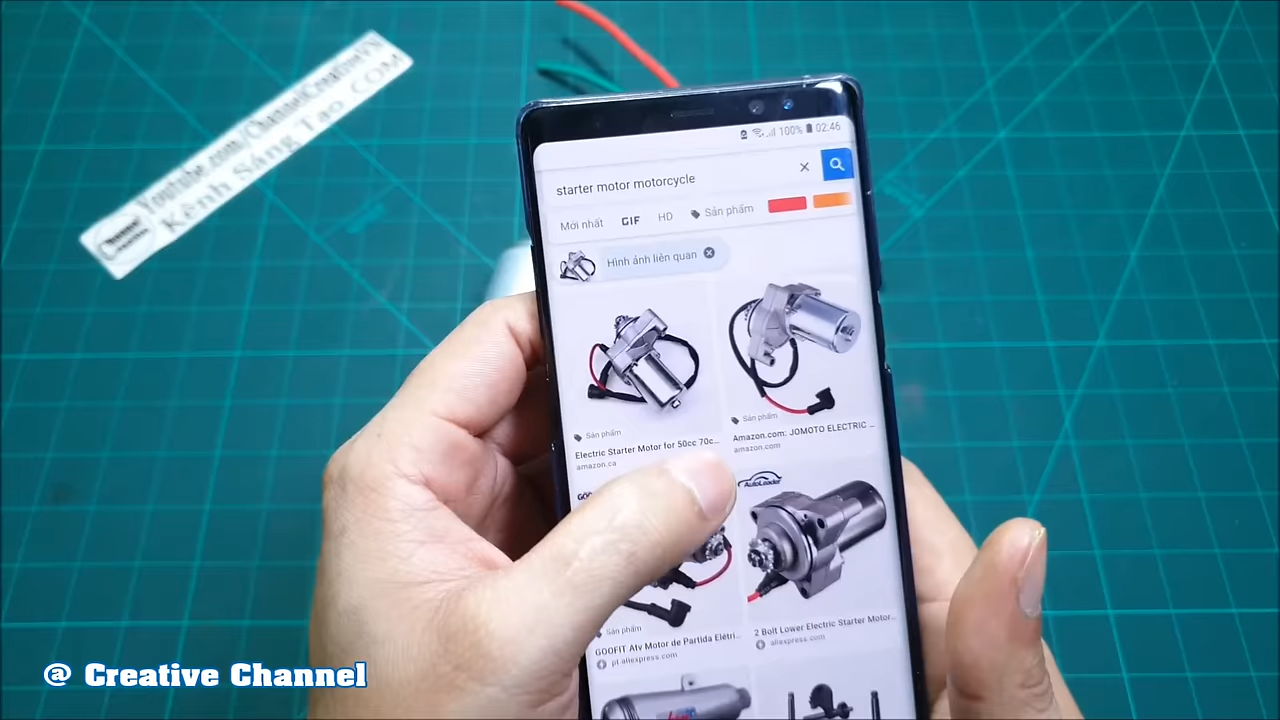 Youtube.com/ChannelCreativeVN
Kênh Sáng Tạo COM
100% 02:46
starter motor motorcycle
Mới nhất GIF HD Sản phẩm
Hình ảnh liên quan
Sản phẩm
Electric Starter Motor for 50cc 70c...
amazon.ca
Sản phẩm
Amazon.com: JOMOTO ELECTRIC ...
amazon.com
AutoLeader
Sản phẩm
GOOFIT Atv Motor de Partida Elétri...
pt.aliexpress.com
2 Bolt Lower Electric Starter Motor...
aliexpress.com
@ Creative Channel